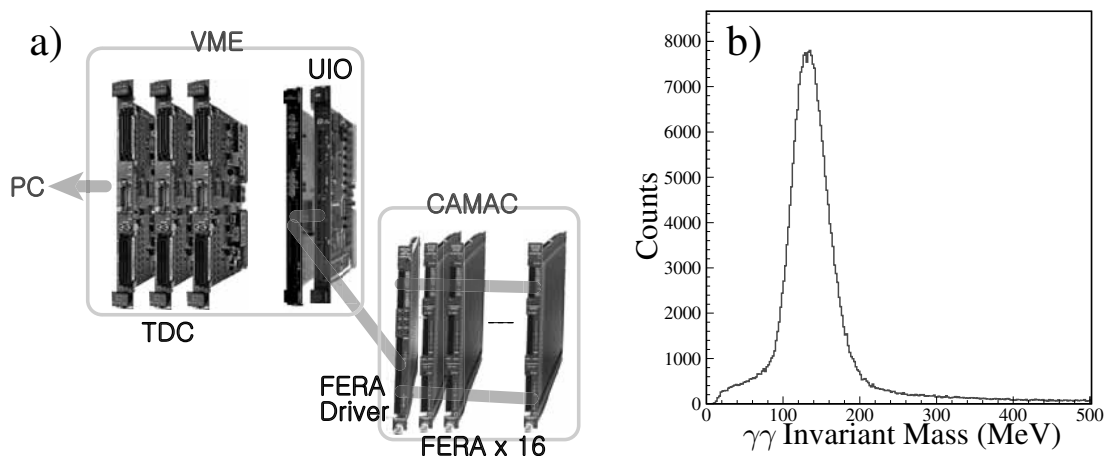 a)
VME
UIO
PC
CAMAC
TDC
FERA
Driver
FERA x 16
b)
8000
7000
6000
5000
4000
3000
2000
1000
0
Counts
0 100 200 300 400 500
γγ Invariant Mass (MeV)